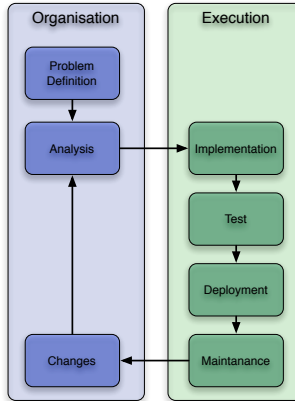 Organisation
Execution
Problem
Definition
Analysis
Implementation
Test
Deployment
Changes
Maintanance